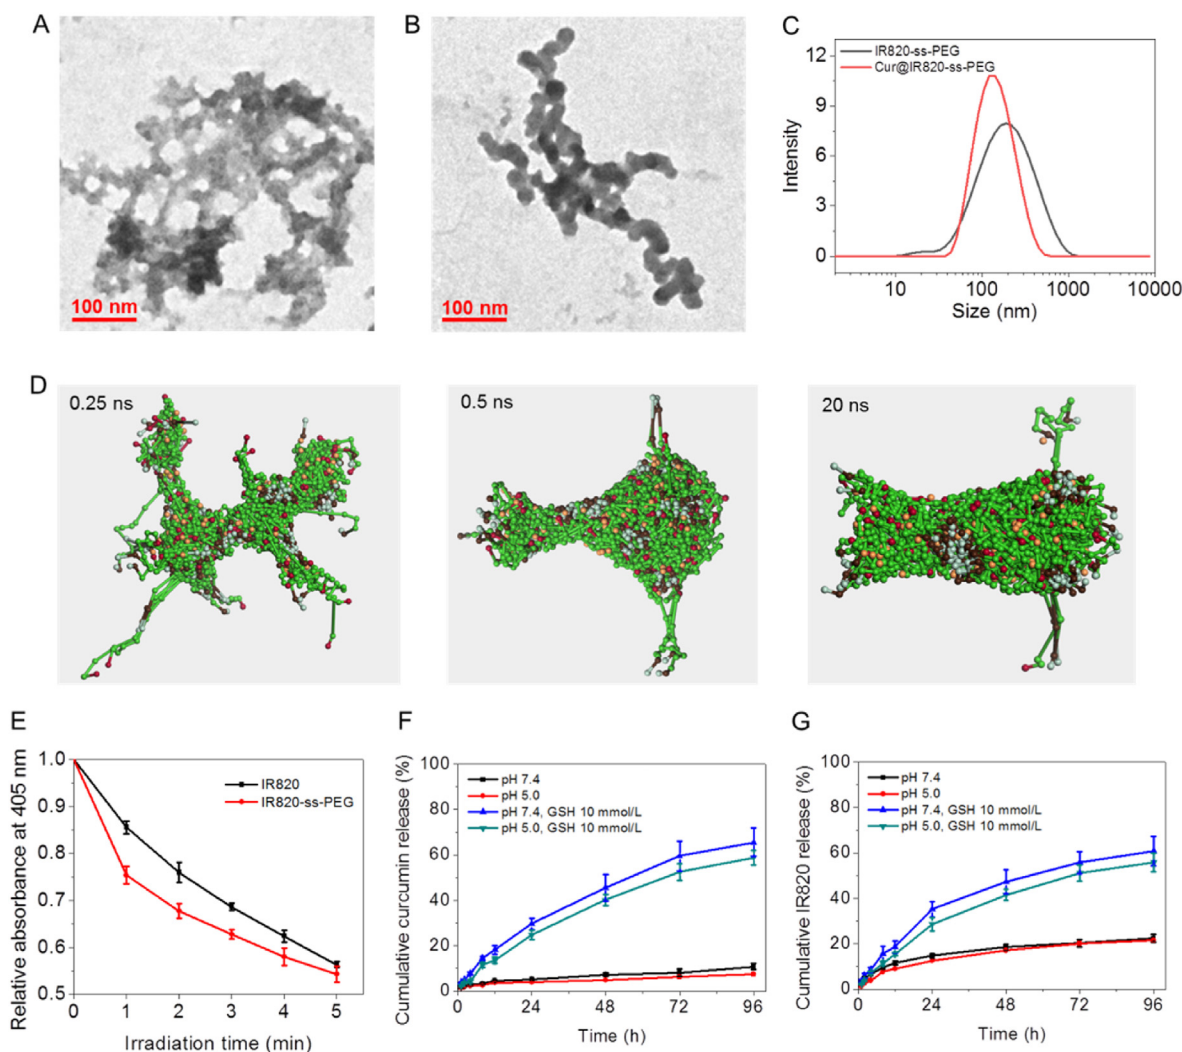 A
100 nm
B
100 nm
C
Intensity
12
9
6
3
0
IR820-ss-PEG
Cur@IR820-ss-PEG
10
100
1000
10000
Size (nm)
D
0.25 ns
0.5 ns
20 ns
E
Relative absorbance at 405 nm
1.0
0.9
0.8
0.7
0.6
0.5
IR820
IR820-ss-PEG
0
1
2
3
4
5
Irradiation time (min)
F
Cumulative curcumin release (%)
100
80
60
40
20
0
pH 7.4
pH 5.0
pH 7.4, GSH 10 mmol/L
pH 5.0, GSH 10 mmol/L
0
24
48
72
96
Time (h)
G
Cumulative IR820 release (%)
100
80
60
40
20
0
pH 7.4
pH 5.0
pH 7.4, GSH 10 mmol/L
pH 5.0, GSH 10 mmol/L
0
24
48
72
96
Time (h)